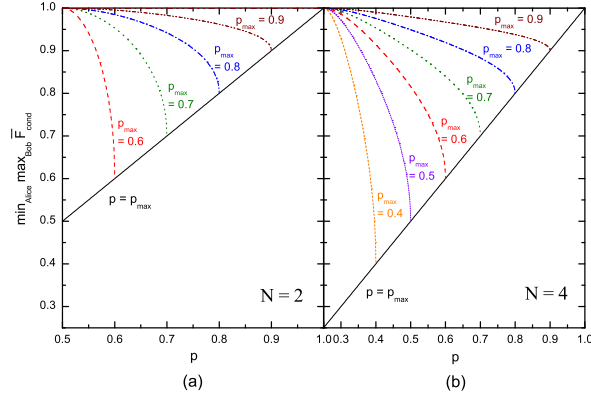 min_Alice max_Bob F̅_cond
1.0
0.9
0.8
0.7
0.6
0.5
0.4
0.3
p_max = 0.9
p_max
= 0.8
p_max
= 0.7
p_max
= 0.6
p = p_max
N = 2
0.5 0.6 0.7 0.8 0.9
p
(a)
p_max = 0.9
p_max
= 0.8
p_max
= 0.7
p_max
= 0.6
p_max
= 0.5
p_max
= 0.4
p = p_max
N = 4
1.0 0.3 0.4 0.5 0.6 0.7 0.8 0.9 1.0
p
(b)